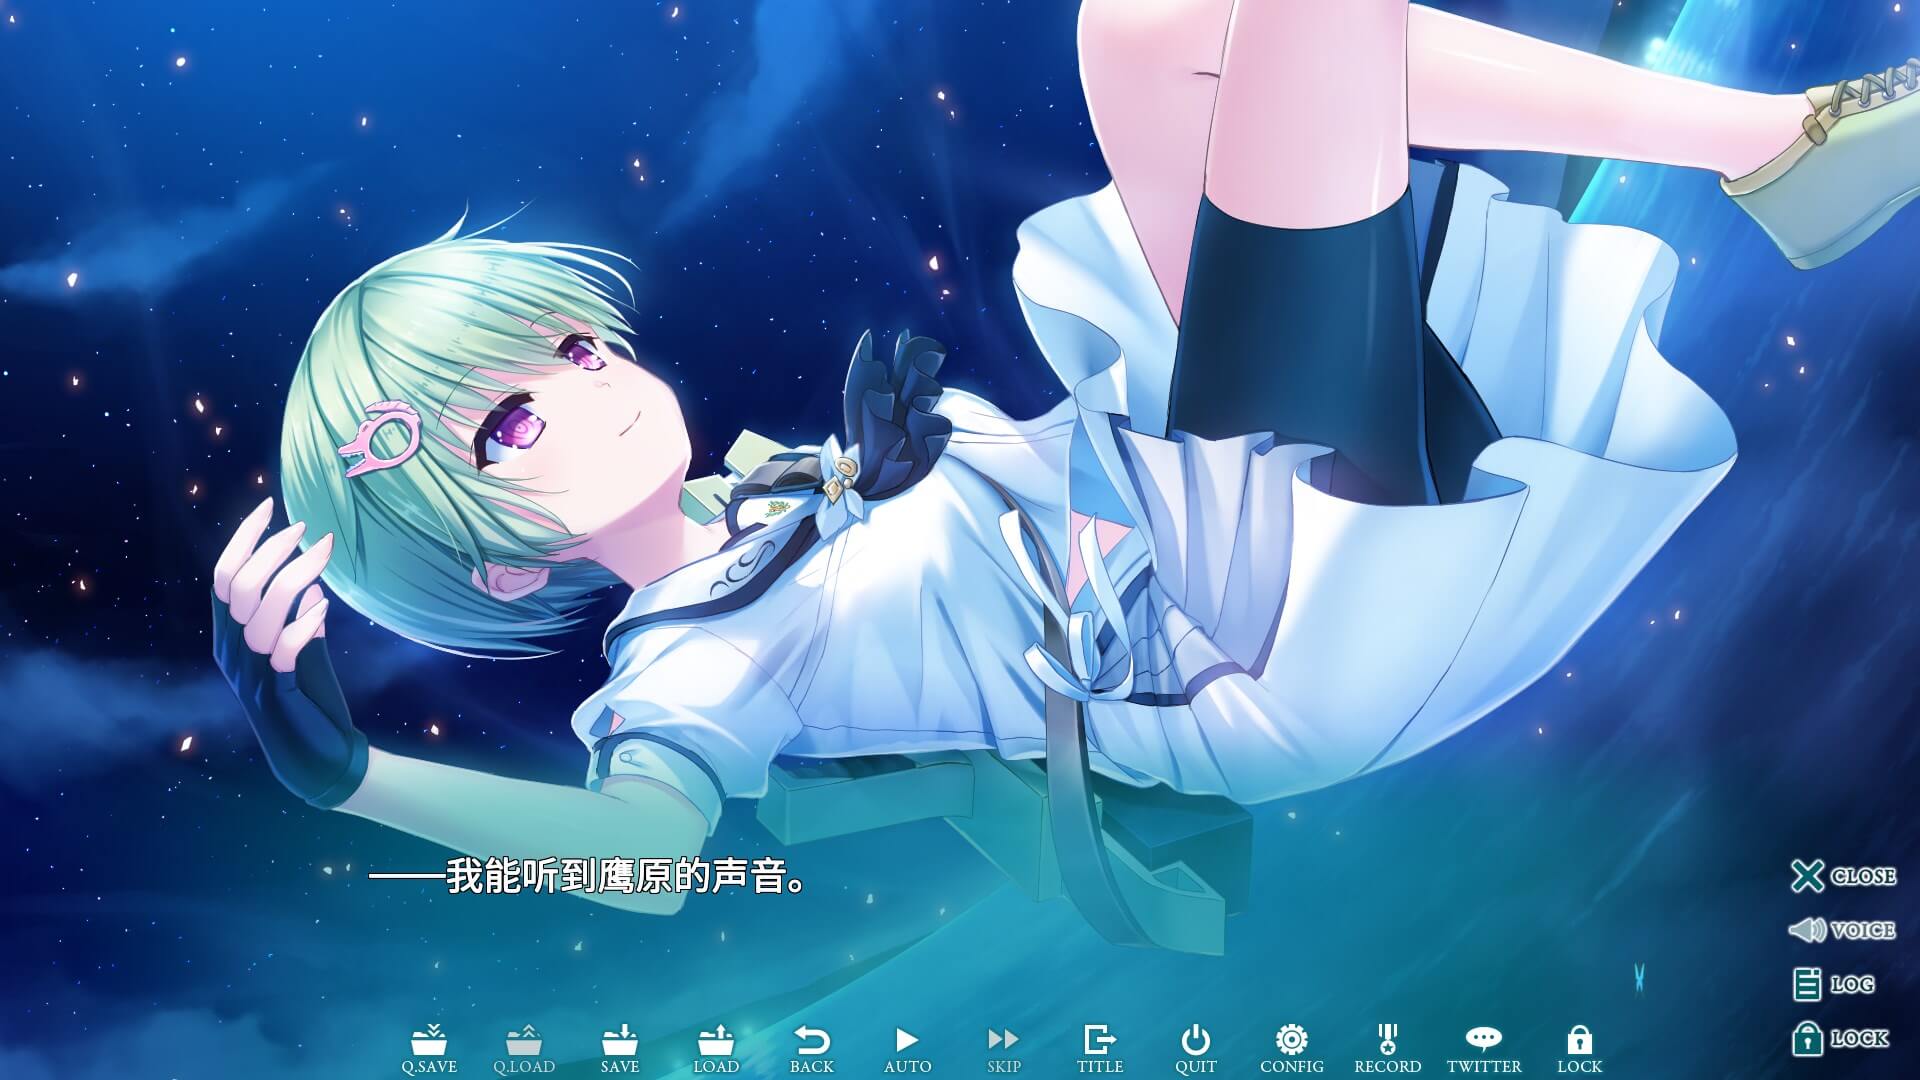 ——我能听到鹰原的声音。
CLOSE
VOICE
LOG
LOCK
Q.SAVE Q.LOAD SAVE LOAD BACK AUTO SKIP TITLE QUIT CONFIG RECORD TWITTER LOCK